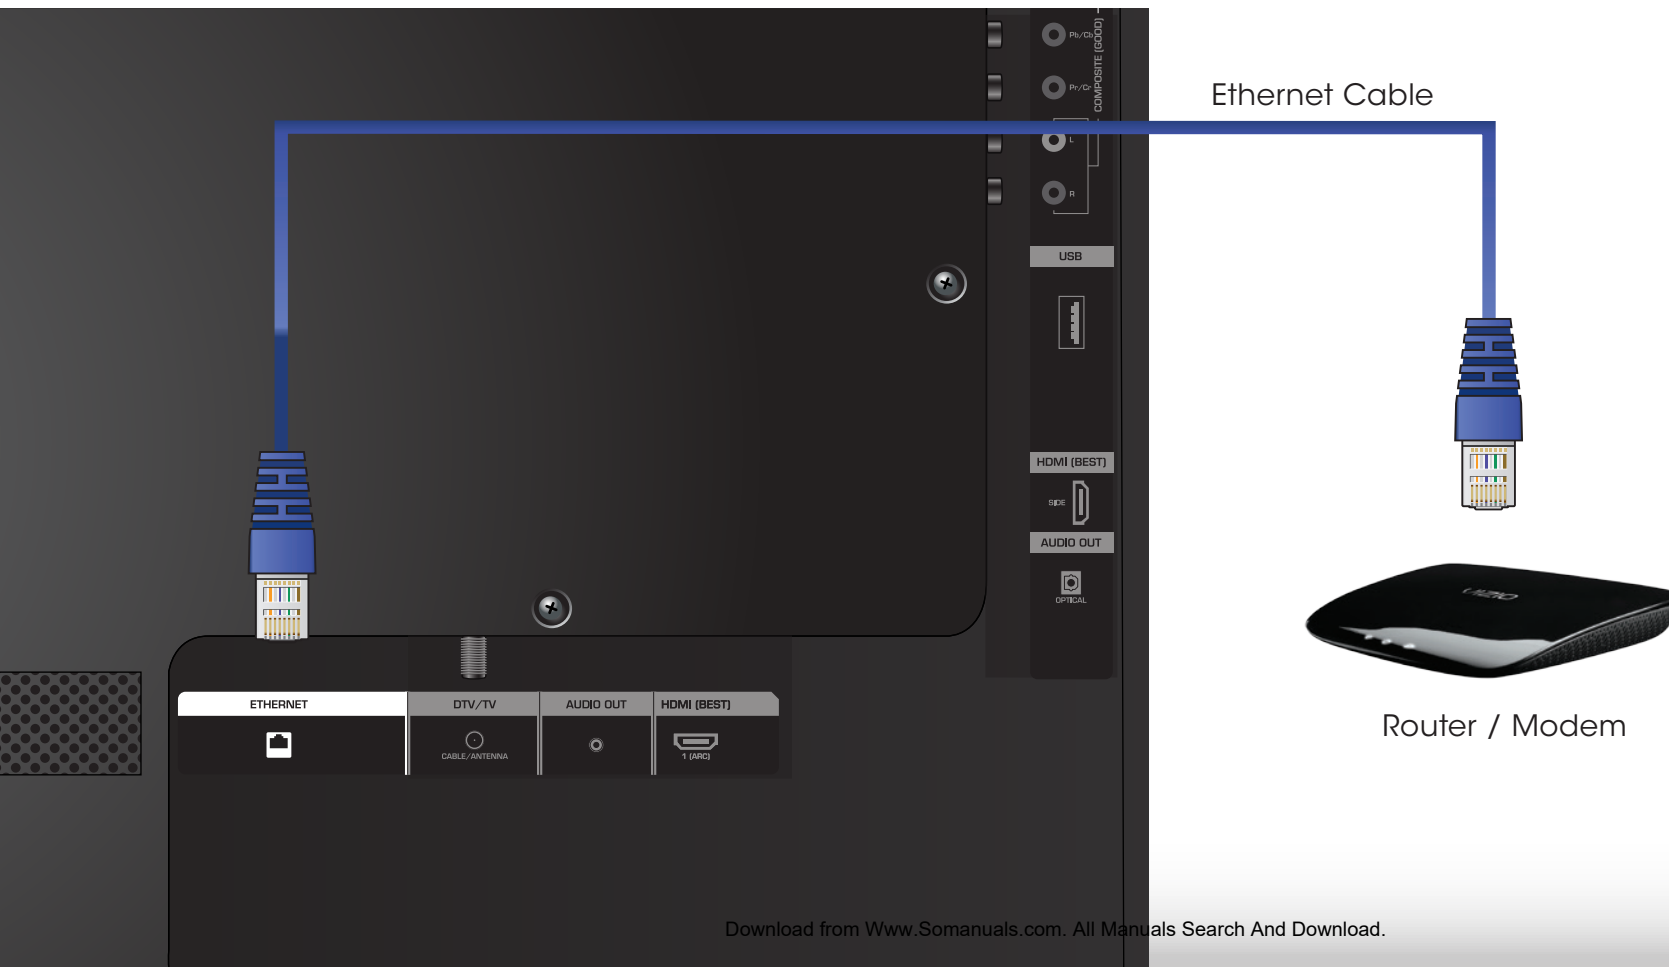 Pb/Cb
Pr/Cr
COMPOSITE (GOOD)
L
R
Ethernet Cable
USB
HDMI (BEST)
SIDE
AUDIO OUT
OPTICAL
VIZIO
Router / Modem
ETHERNET
DTV/TV
AUDIO OUT
HDMI (BEST)
CABLE/ANTENNA
1 (ARC)
Download from Www.Somanuals.com. All Manuals Search And Download.